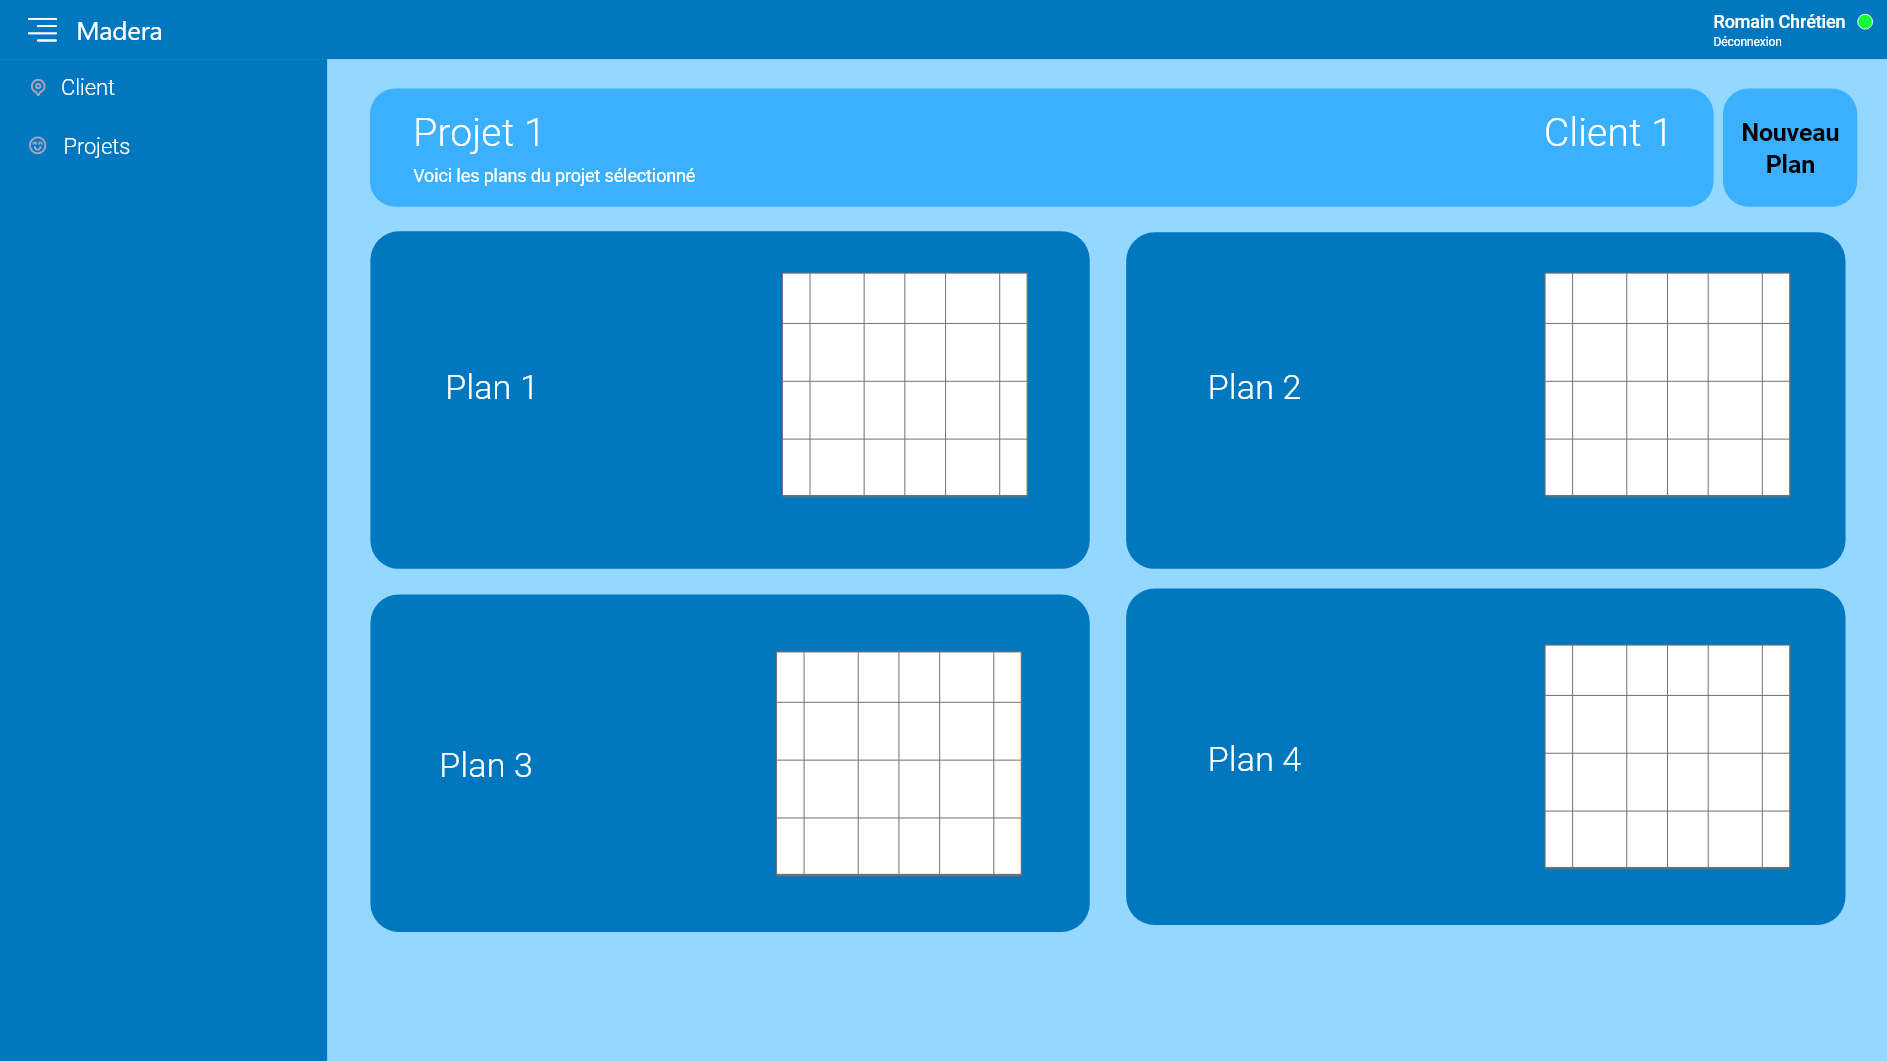 Madera
Romain Chrétien
Déconnexion
Client
Projets
Projet 1
Client 1
Voici les plans du projet sélectionné
Nouveau
Plan
Plan 1
Plan 2
Plan 3
Plan 4